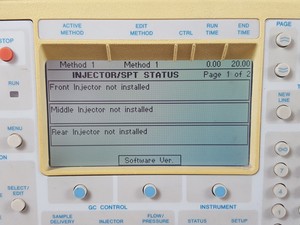 ACTIVE METHOD
EDIT METHOD
CTRL
RUN TIME
END TIME
PAGE
STOP
Method 1 Method 1 0.00 20.00
INJECTOR/SPT STATUS Page 1 of 2
Front Injector not installed
Middle Injector not installed
Rear Injector not installed
Software Ver.
RUN
MENU
SELECT/
EDIT
NEW
LINE
GC CONTROL
INSTRUMENT
SAMPLE
DELIVERY
INJECTOR
FLOW/
PRESSURE
STATUS
SETUP